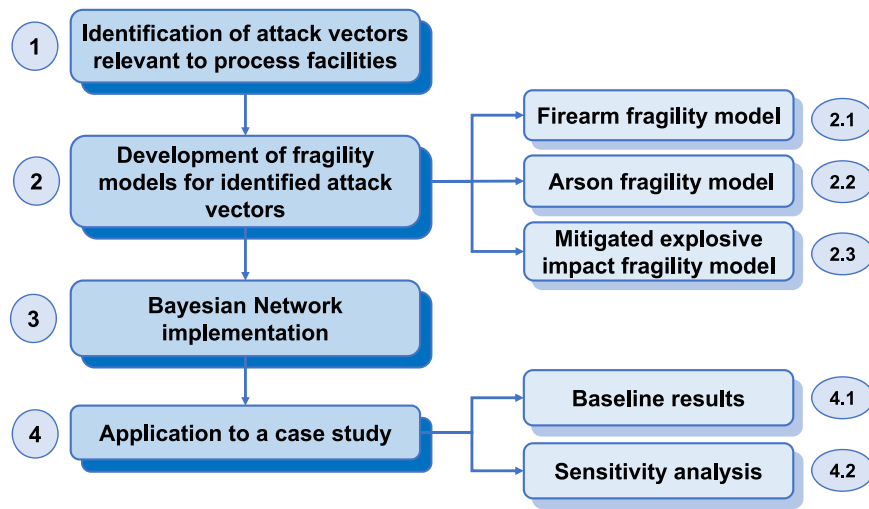 1
Identification of attack vectors
relevant to process facilities
2
Development of fragility
models for identified attack
vectors
Firearm fragility model
2.1
Arson fragility model
2.2
Mitigated explosive
impact fragility model
2.3
3
Bayesian Network
implementation
4
Application to a case study
Baseline results
4.1
Sensitivity analysis
4.2